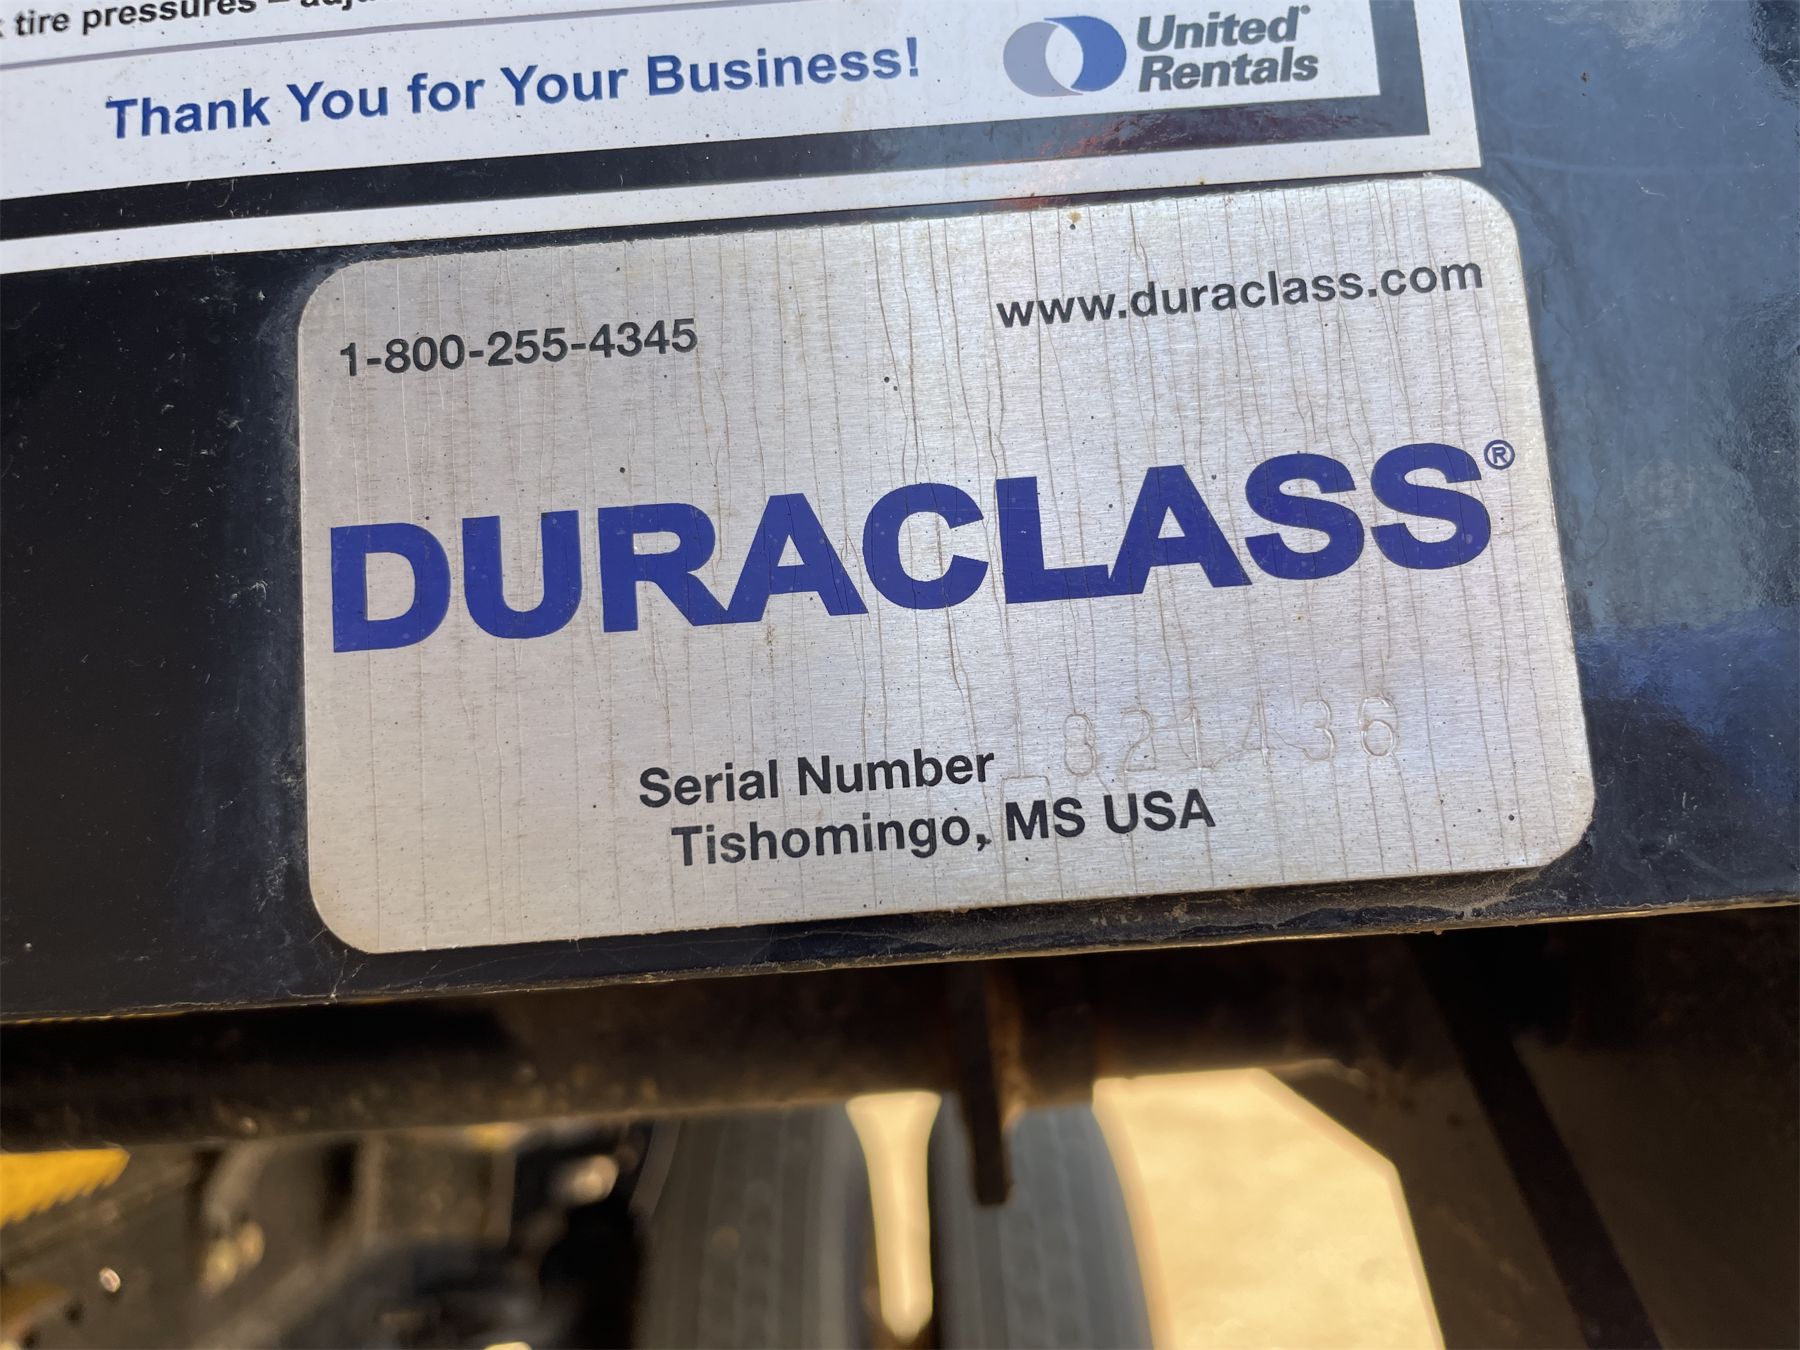 tire pressures –
Thank You for Your Business!
United®
Rentals
1-800-255-4345
www.duraclass.com
DURACLASS®
Serial Number 1821436
Tishomingo, MS USA